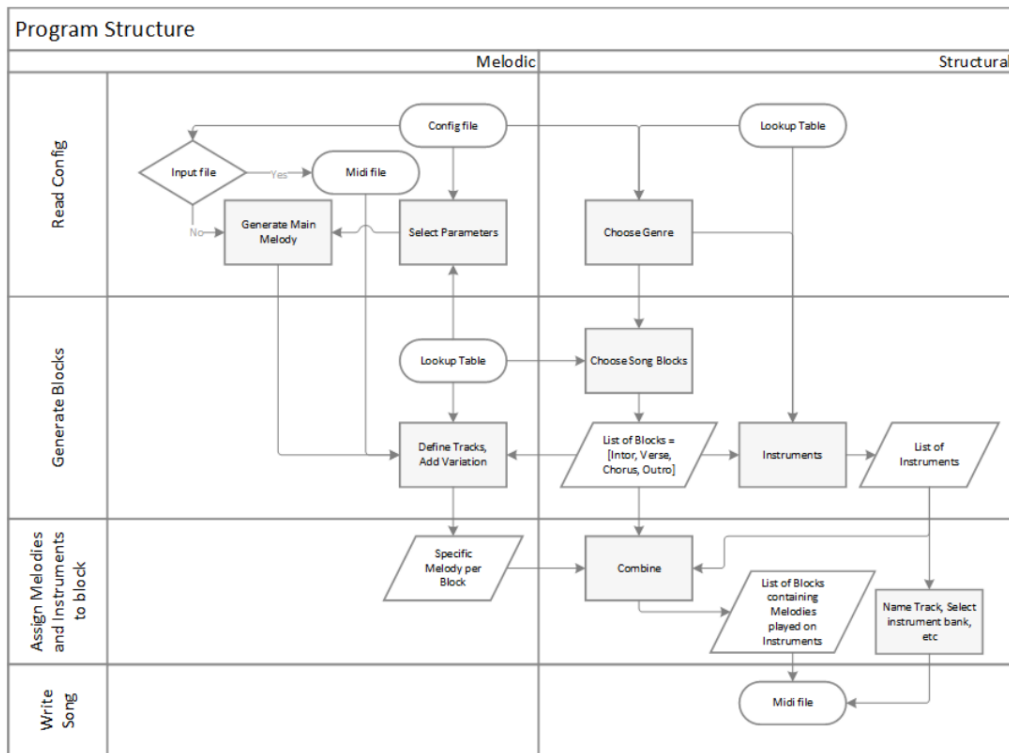 Program Structure
Melodic
Structural
Read Config
Config file
Lookup Table
Input file
Yes
Midi file
No
Generate Main
Melody
Select Parameters
Choose Genre
Generate Blocks
Lookup Table
Choose Song Blocks
Define Tracks,
Add Variation
List of Blocks =
[Intor, Verse,
Chorus, Outro]
Instruments
List of
Instruments
Assign Melodies
and Instruments
to block
Specific
Melody per
Block
Combine
List of Blocks
containing
Melodies
played on
Instruments
Name Track, Select
instrument bank,
etc
Write
Song
Midi file